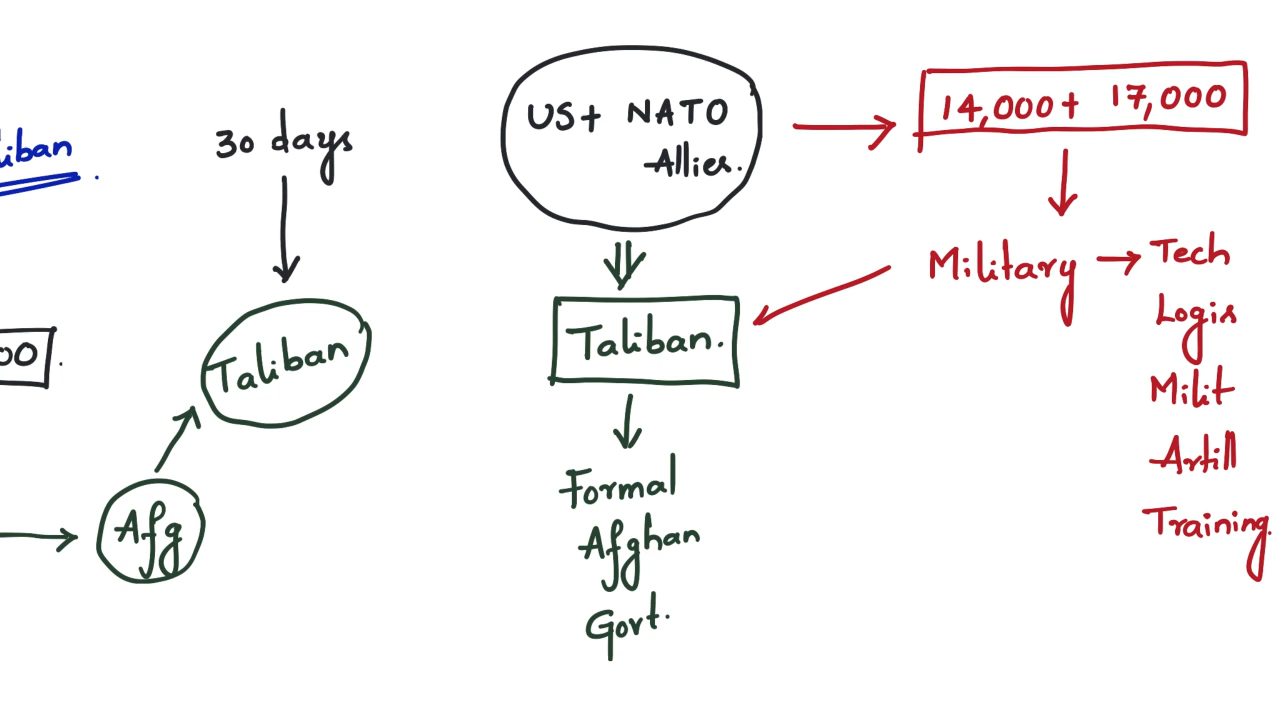 30 days
Taliban
Afg
US + NATO
Allies.
Taliban.
Formal
Afghan
Govt.
14,000 + 17,000
Military → Tech
Logis
Milit
Artill
Training.